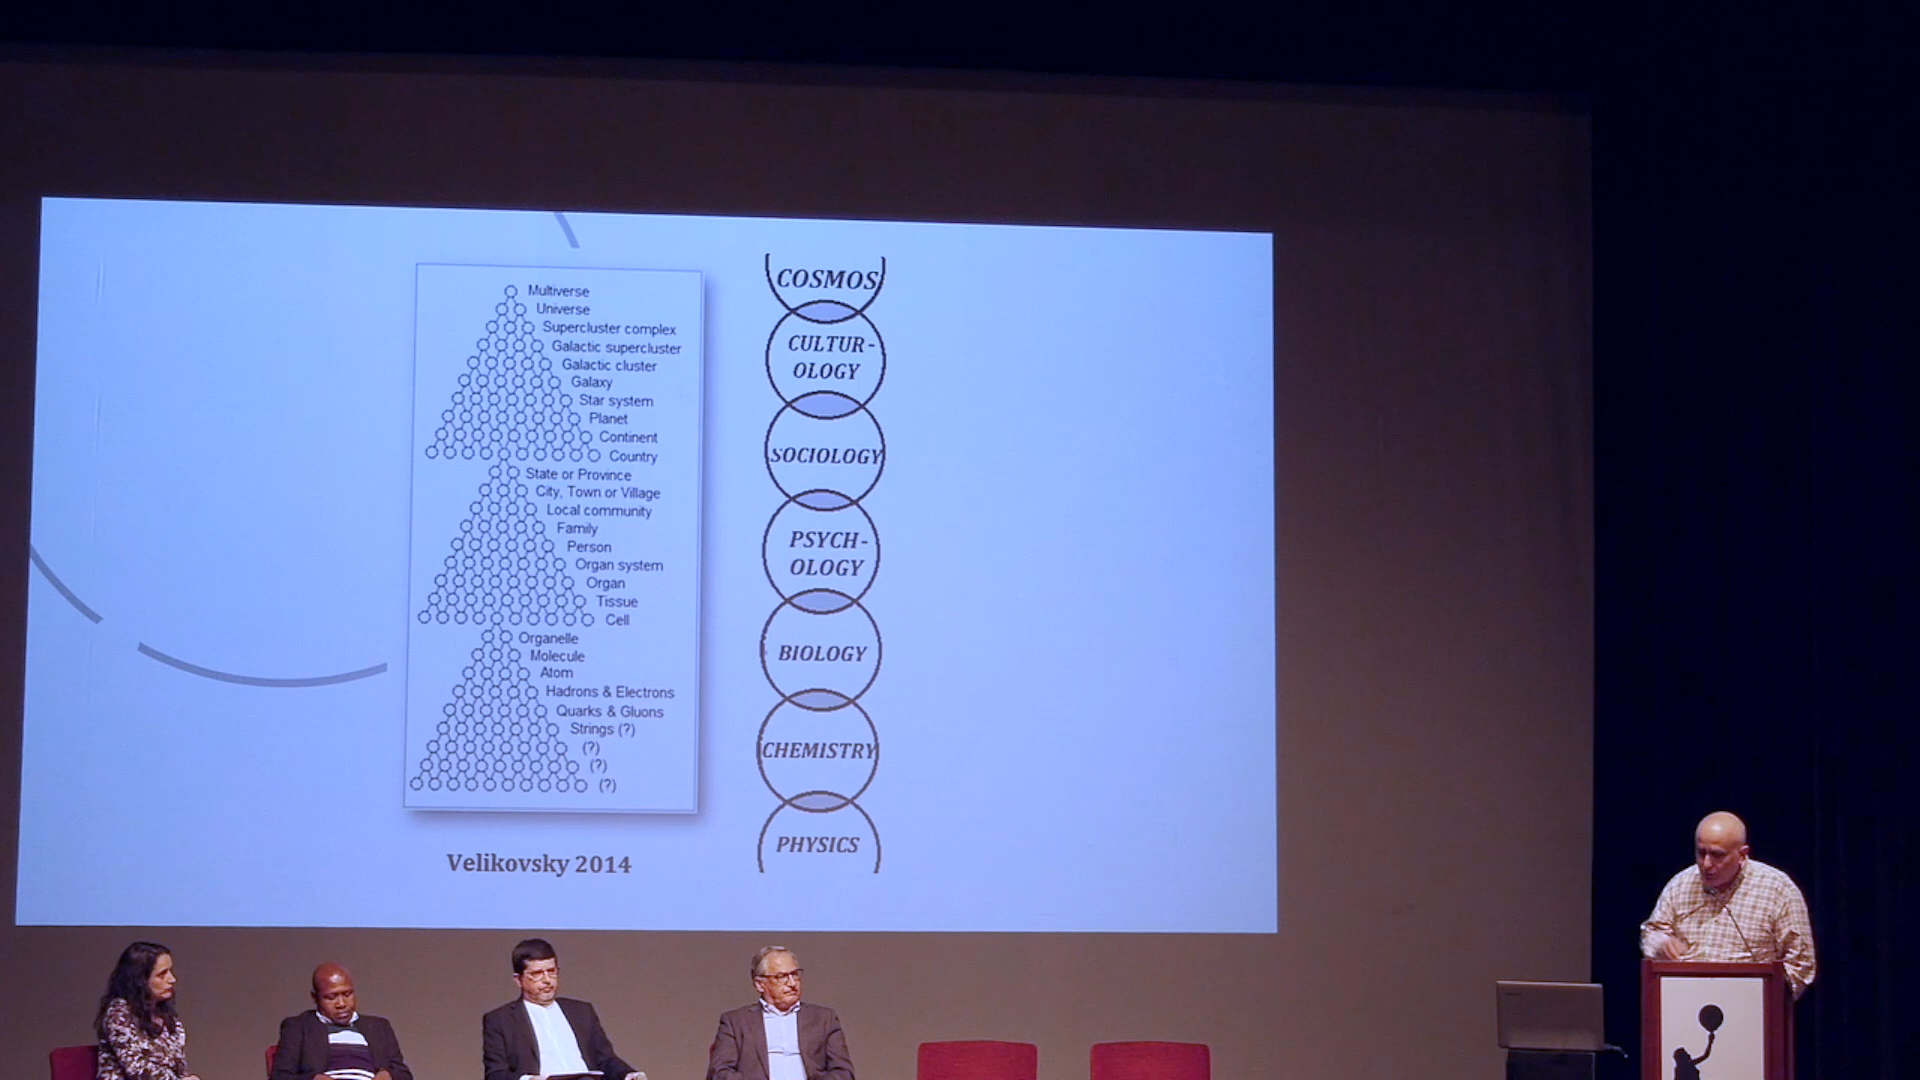 Multiverse
Universe
Supercluster complex
Galactic supercluster
Galactic cluster
Galaxy
Star system
Planet
Continent
Country
State or Province
City, Town or Village
Local community
Family
Person
Organ system
Organ
Tissue
Cell
Organelle
Molecule
Atom
Hadrons & Electrons
Quarks & Gluons
Strings (?)
(?)
(?)
(?)
Velikovsky 2014
COSMOS
CULTUR-
OLOGY
SOCIOLOGY
PSYCH-
OLOGY
BIOLOGY
CHEMISTRY
PHYSICS